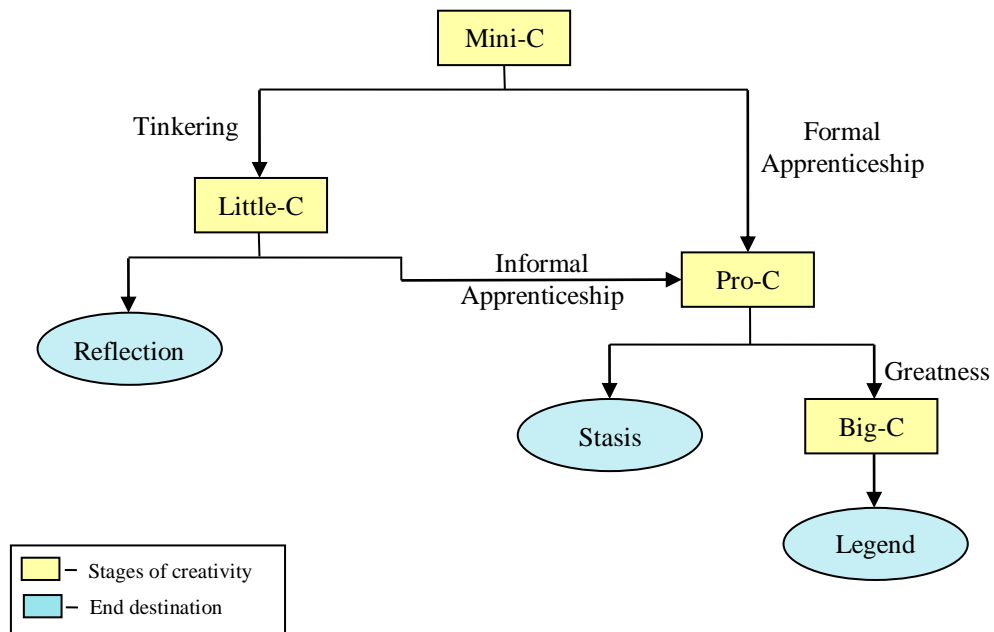 Mini-C
Tinkering
Formal
Apprenticeship
Little-C
Informal
Apprenticeship
Pro-C
Reflection
Greatness
Stasis
Big-C
Legend
– Stages of creativity
– End destination